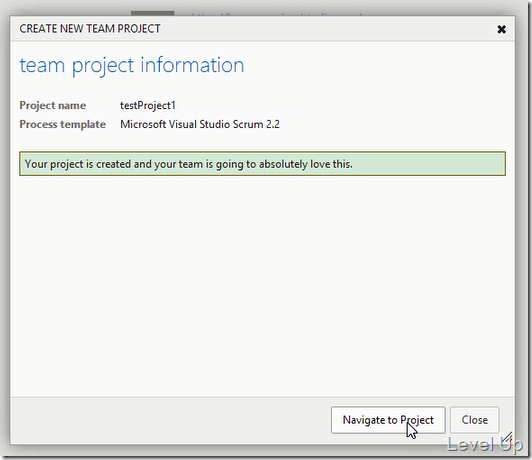 CREATE NEW TEAM PROJECT
team project information
Project name testProject1
Process template Microsoft Visual Studio Scrum 2.2
Your project is created and your team is going to absolutely love this.
Navigate to Project Close
Level Up